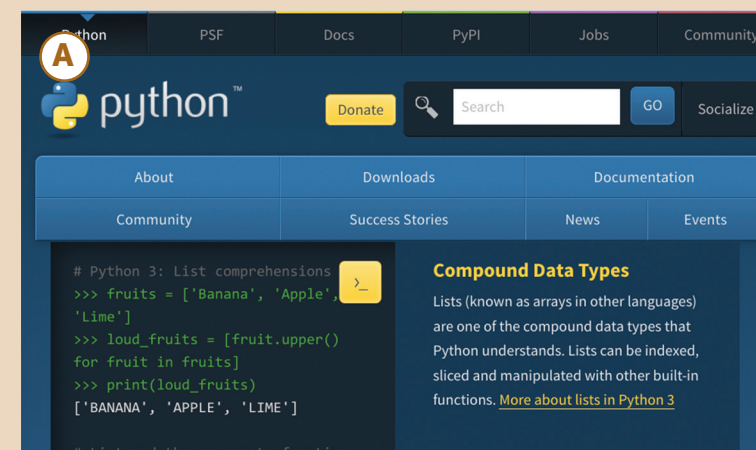 Python PSF Docs PyPI Jobs Community
A
python™ Donate Search GO Socialize
About Downloads Documentation
Community Success Stories News Events
# Python 3: List comprehensions
>>> fruits = ['Banana', 'Apple',
'Lime']
>>> loud_fruits = [fruit.upper()
for fruit in fruits]
>>> print(loud_fruits)
['BANANA', 'APPLE', 'LIME']
>_
Compound Data Types
Lists (known as arrays in other languages)
are one of the compound data types that
Python understands. Lists can be indexed,
sliced and manipulated with other built-in
functions. More about lists in Python 3